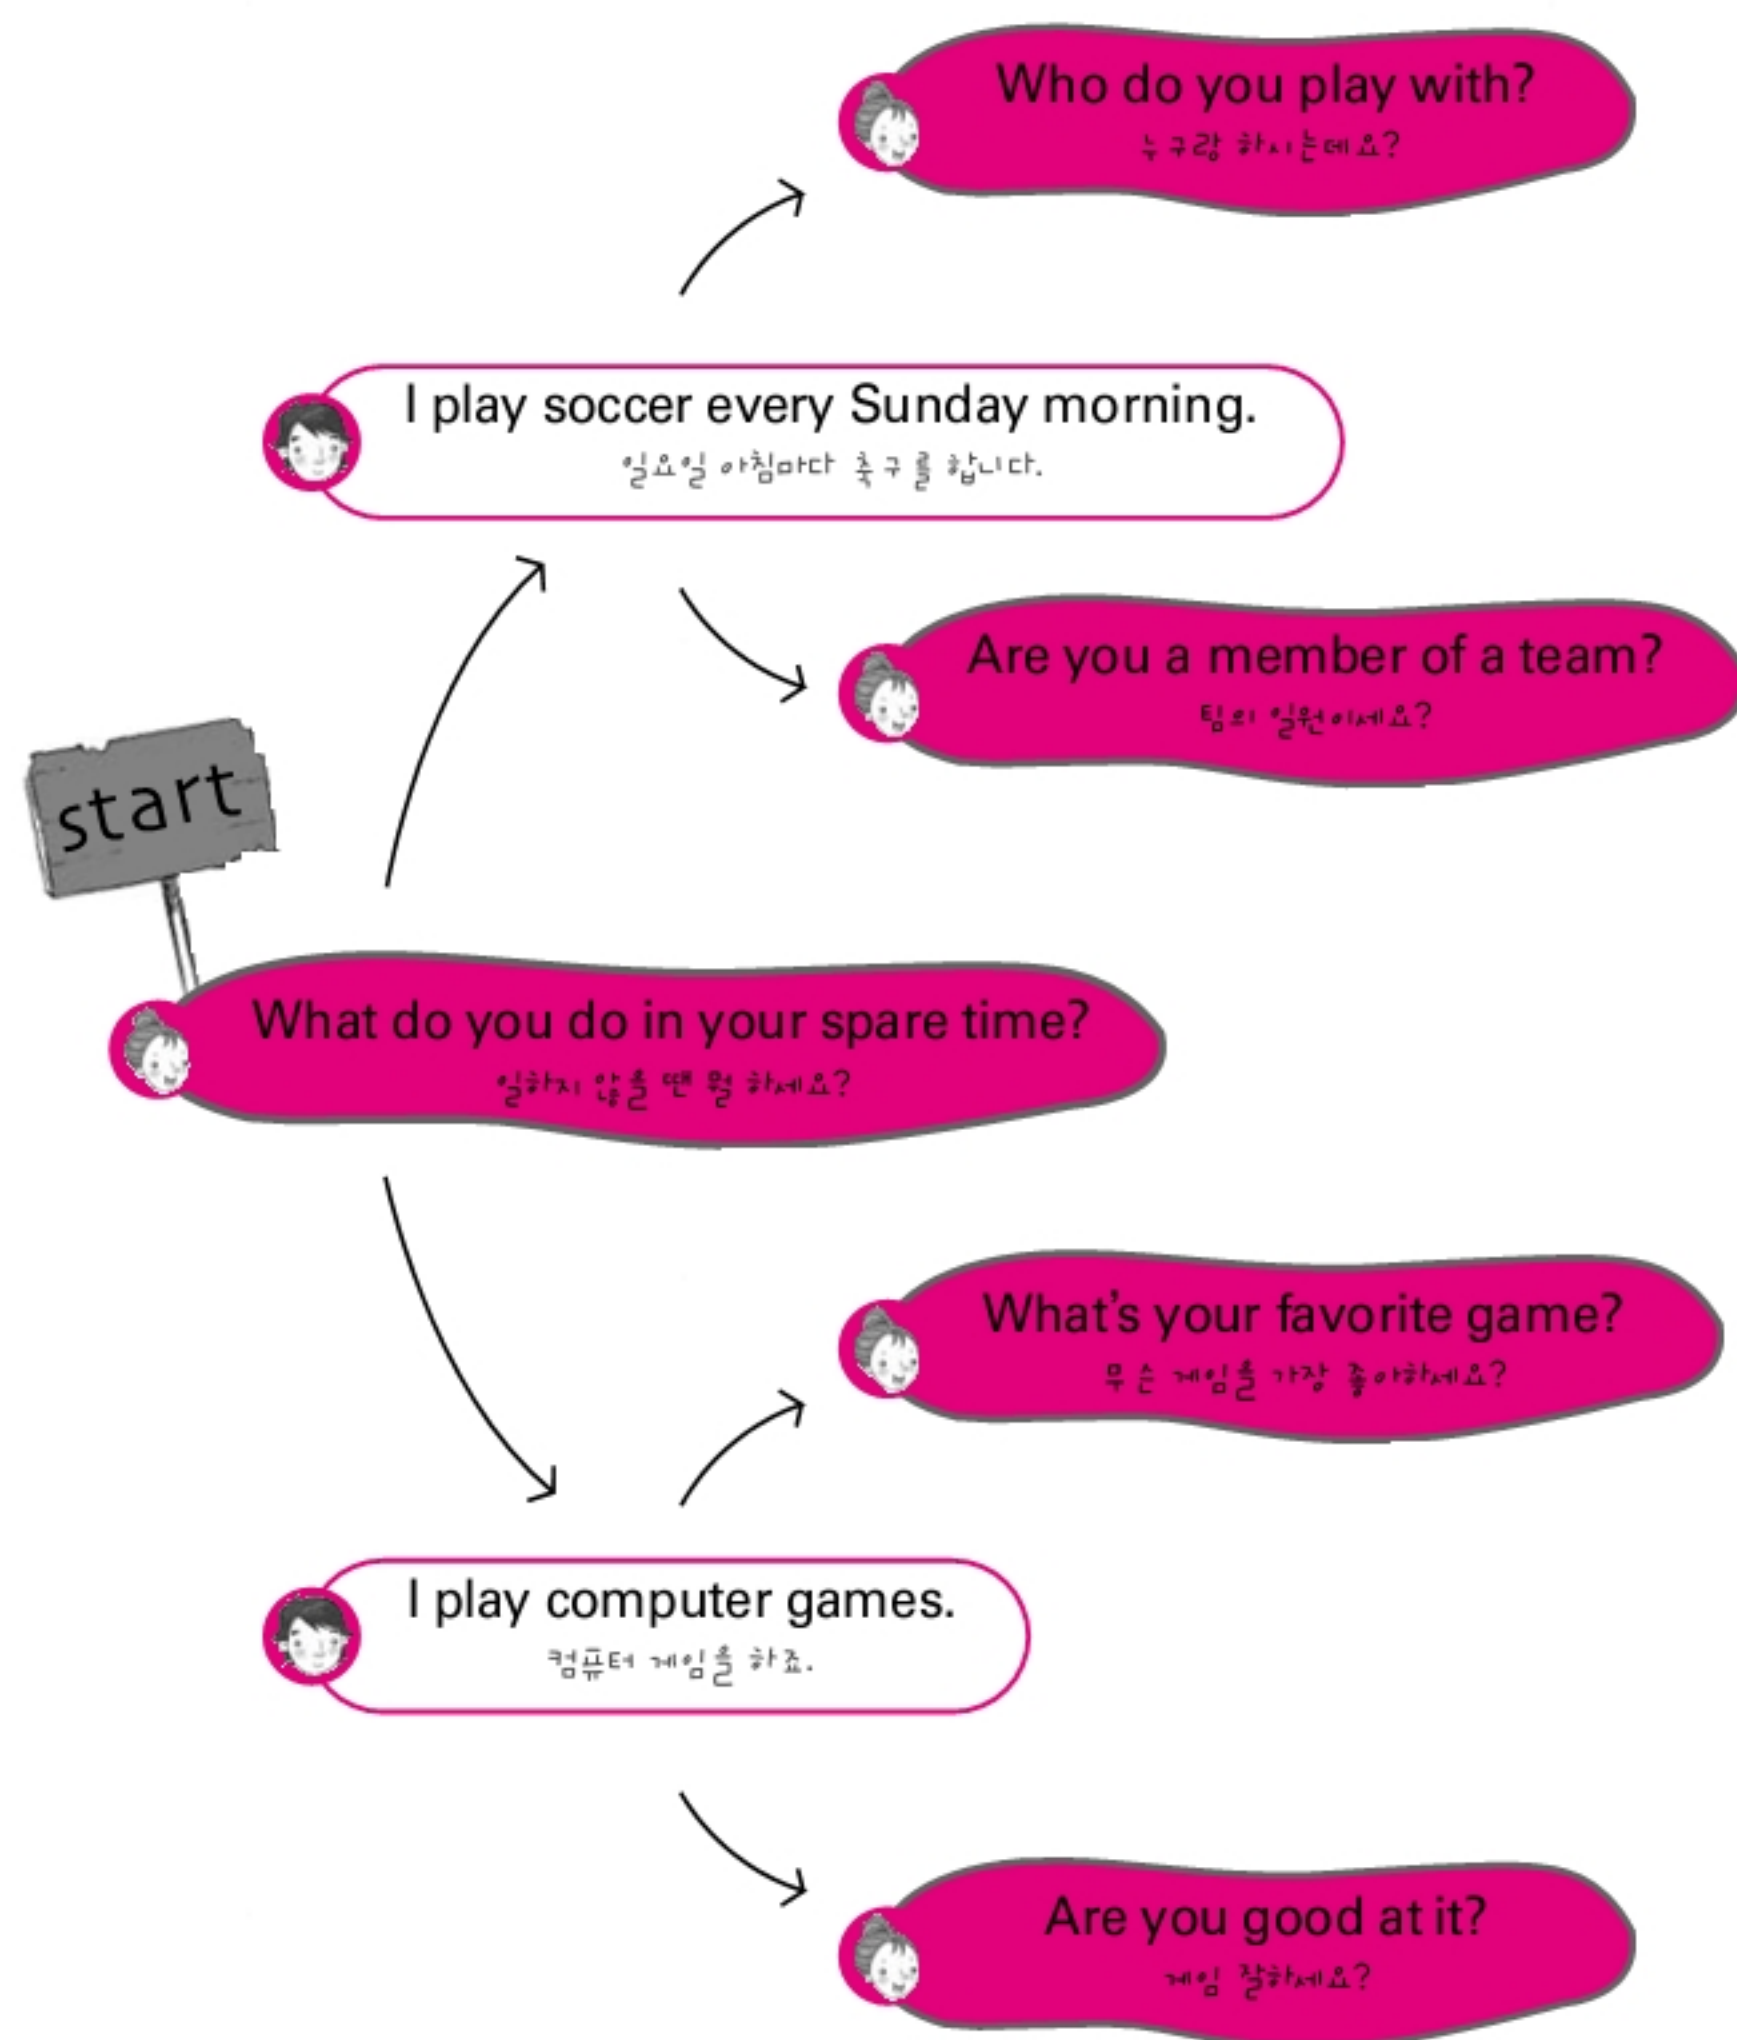 Who do you play with?
누구랑 하시는데요?
I play soccer every Sunday morning.
일요일 아침마다 축구를 합니다.
Are you a member of a team?
팀의 일원이세요?
start
What do you do in your spare time?
일하지 않을 땐 뭘 하세요?
What's your favorite game?
무슨 게임을 가장 좋아하세요?
I play computer games.
컴퓨터 게임을 하죠.
Are you good at it?
게임 잘하세요?